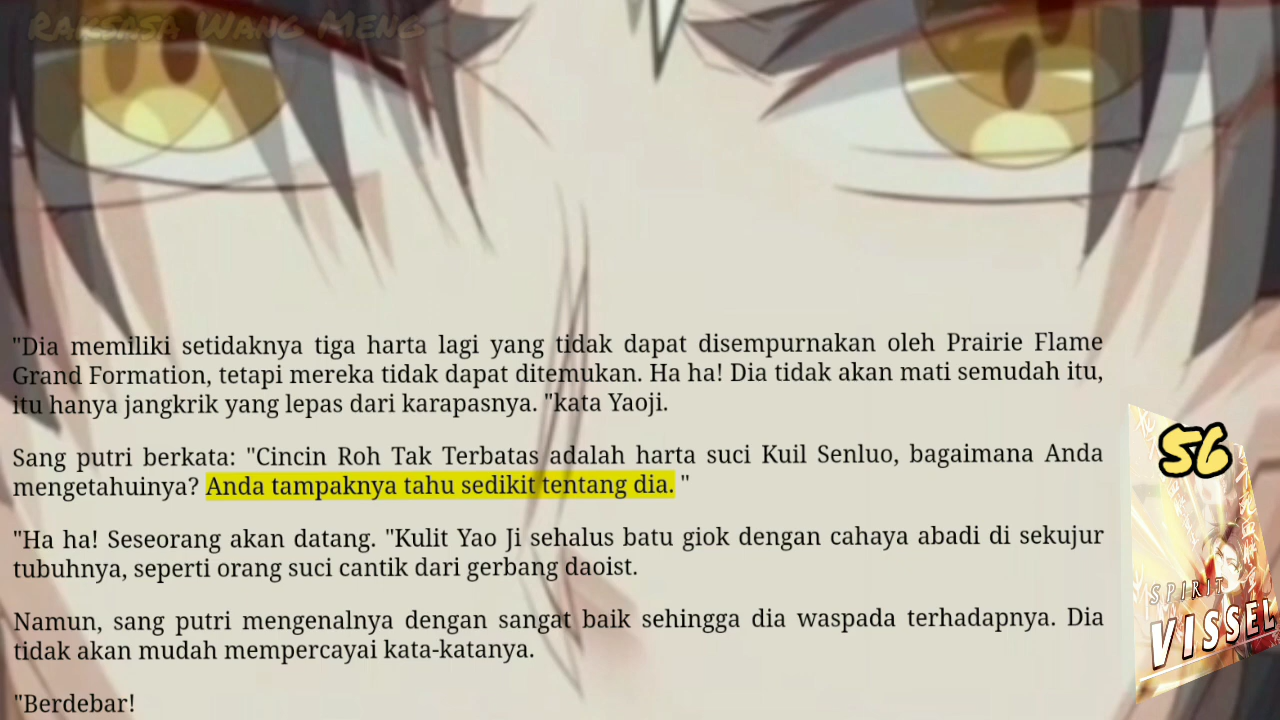 Raksasa Wang Meng
"Dia memiliki setidaknya tiga harta lagi yang tidak dapat disempurnakan oleh Prairie Flame
Grand Formation, tetapi mereka tidak dapat ditemukan. Ha ha! Dia tidak akan mati semudah itu,
itu hanya jangkrik yang lepas dari karapasnya. "kata Yaoji.
Sang putri berkata: "Cincin Roh Tak Terbatas adalah harta suci Kuil Senluo, bagaimana Anda
mengetahuinya? Anda tampaknya tahu sedikit tentang dia. "
"Ha ha! Seseorang akan datang. "Kulit Yao Ji sehalus batu giok dengan cahaya abadi di sekujur
tubuhnya, seperti orang suci cantik dari gerbang daoist.
Namun, sang putri mengenalnya dengan sangat baik sehingga dia waspada terhadapnya. Dia
tidak akan mudah mempercayai kata-katanya.
"Berdebar!
56
SPIRIT
VISSEL